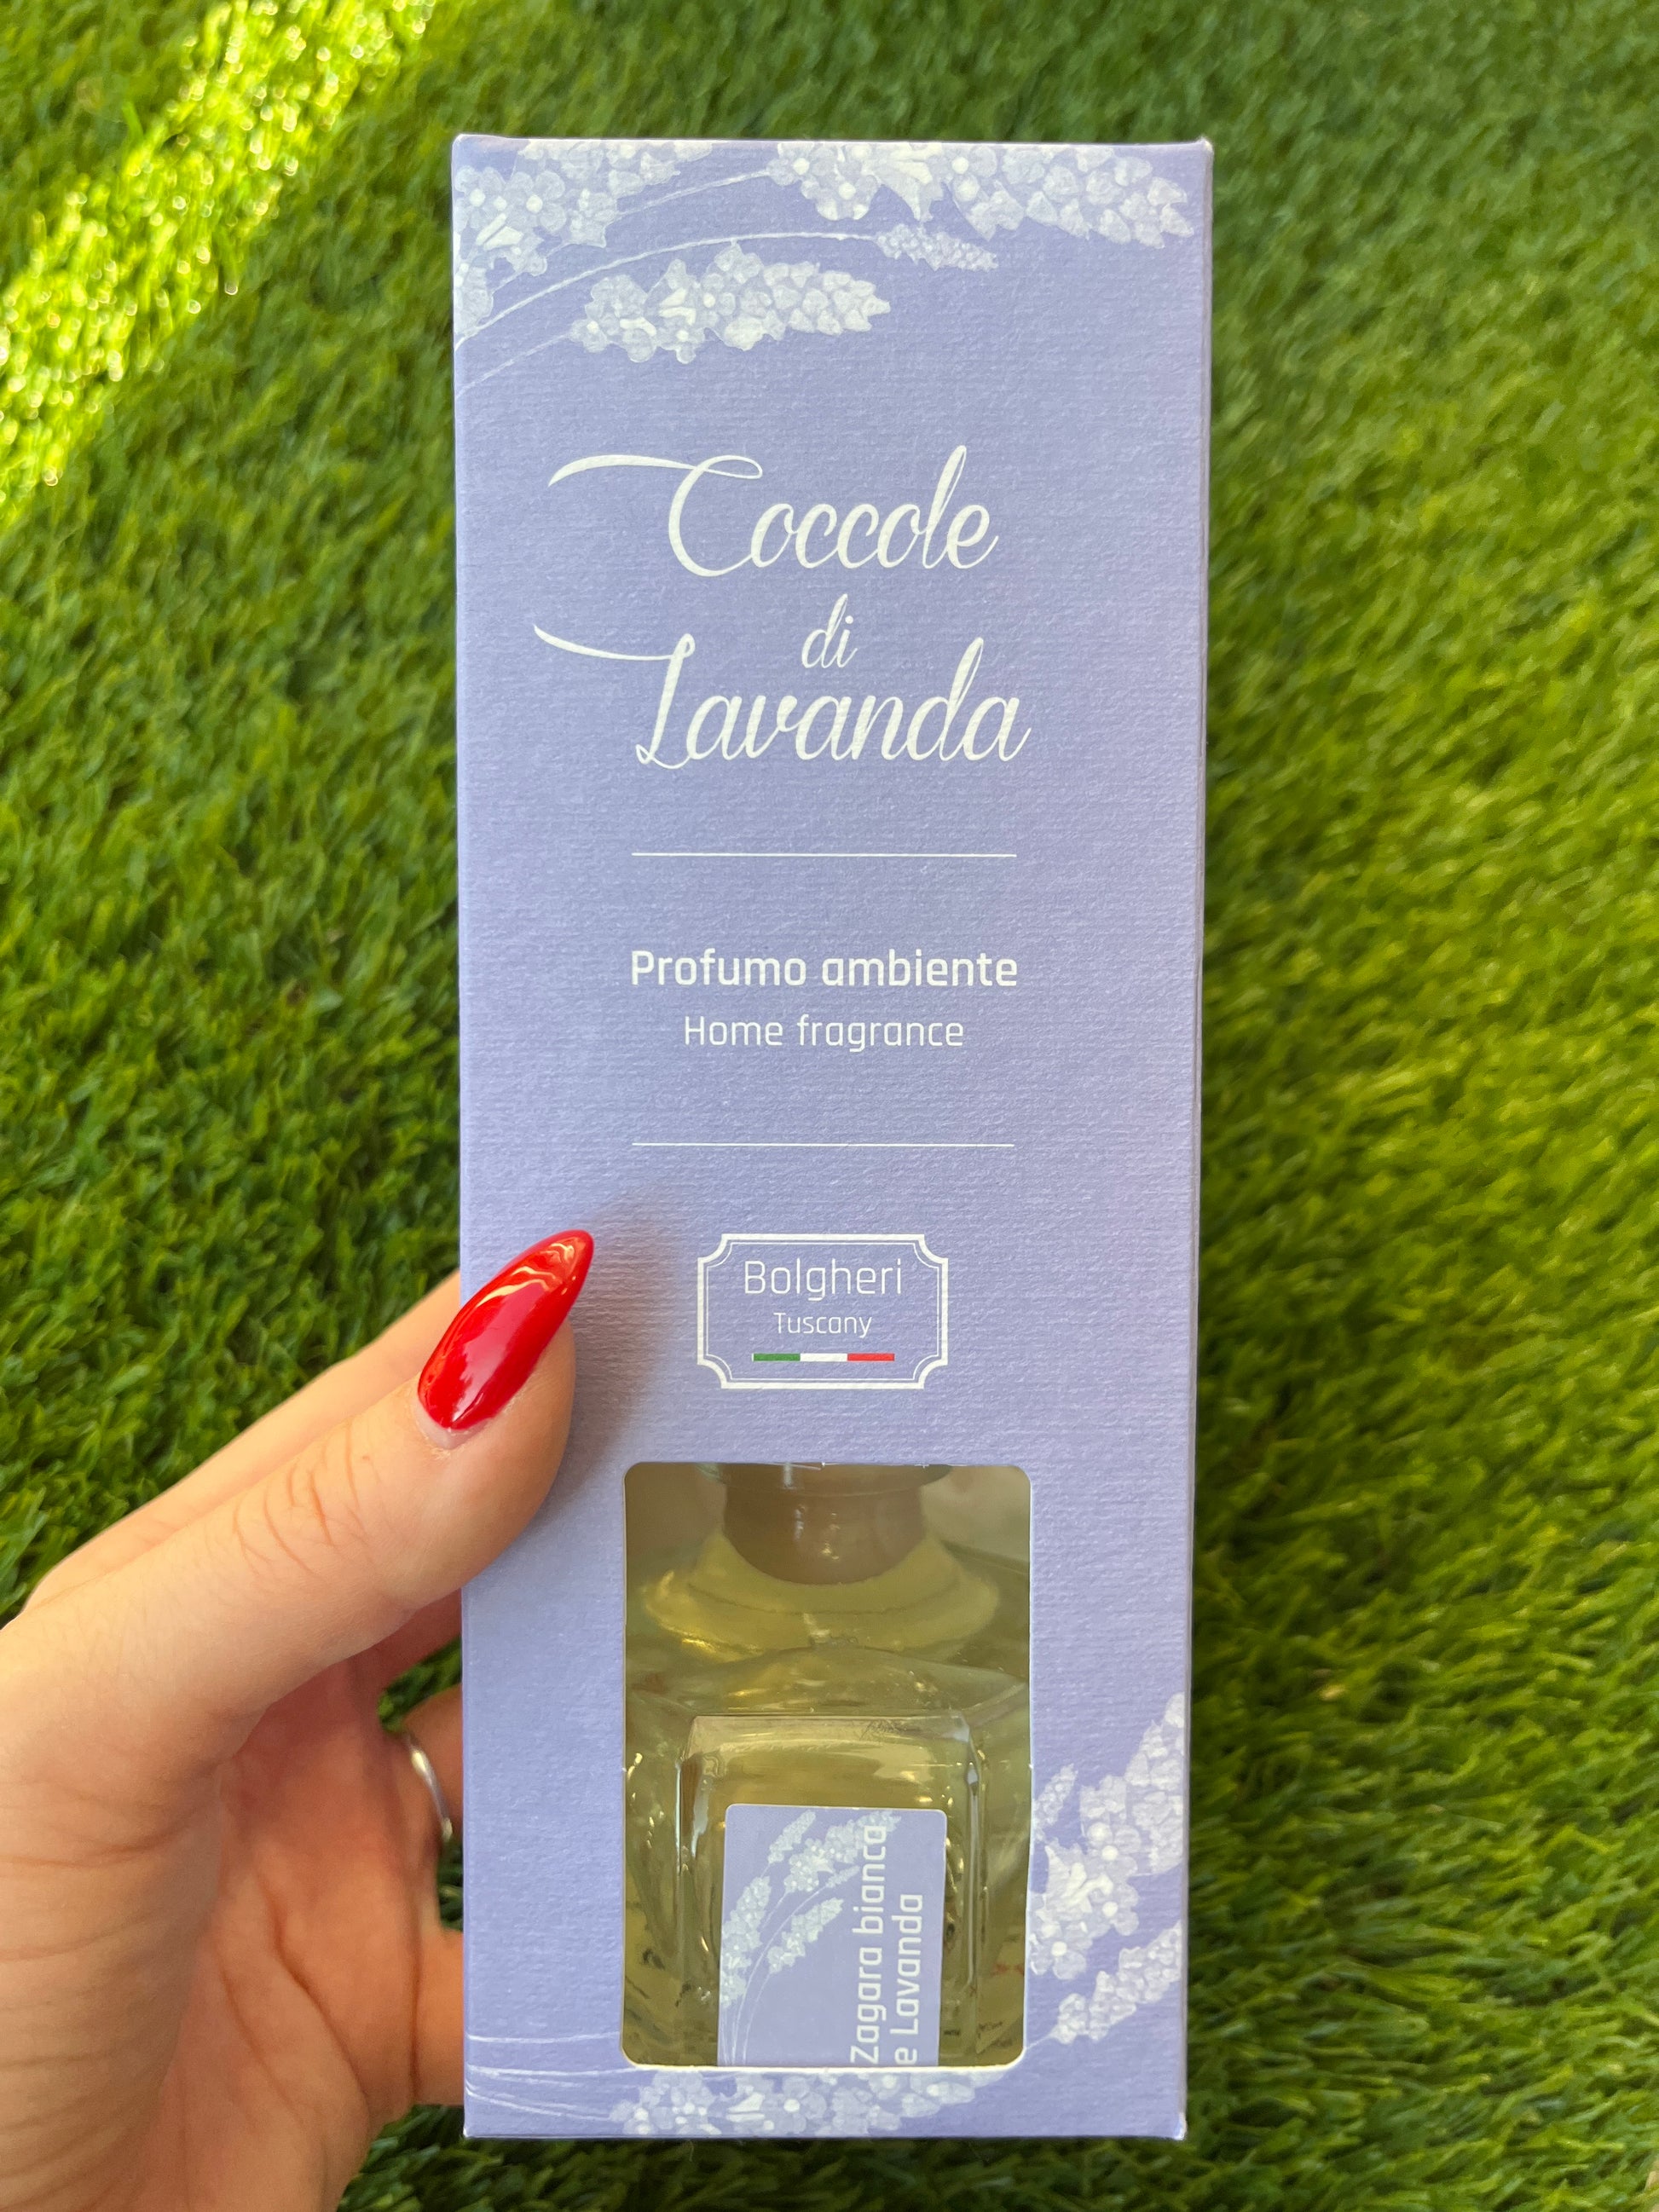 Coccole
di
Lavanda
Profumo ambiente
Home fragrance
Bolgheri
Tuscany
Zagara bianca
e Lavanda